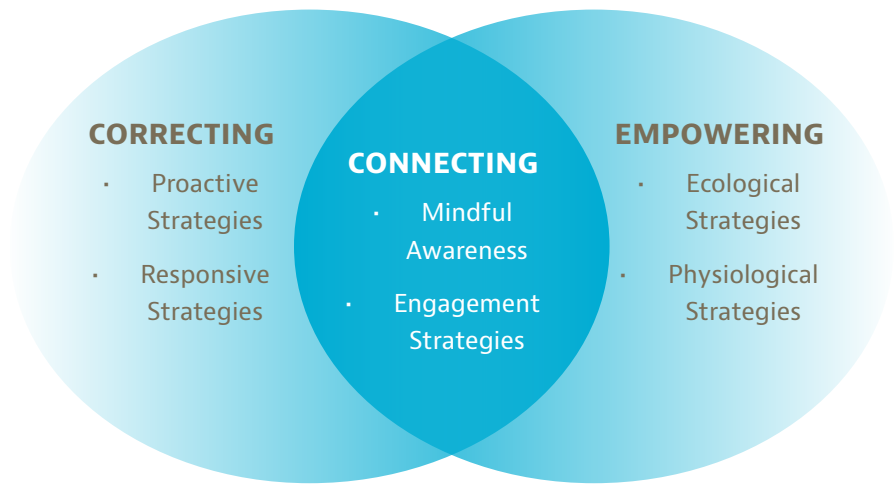 CORRECTING
· Proactive
Strategies
· Responsive
Strategies
CONNECTING
· Mindful
Awareness
· Engagement
Strategies
EMPOWERING
· Ecological
Strategies
· Physiological
Strategies